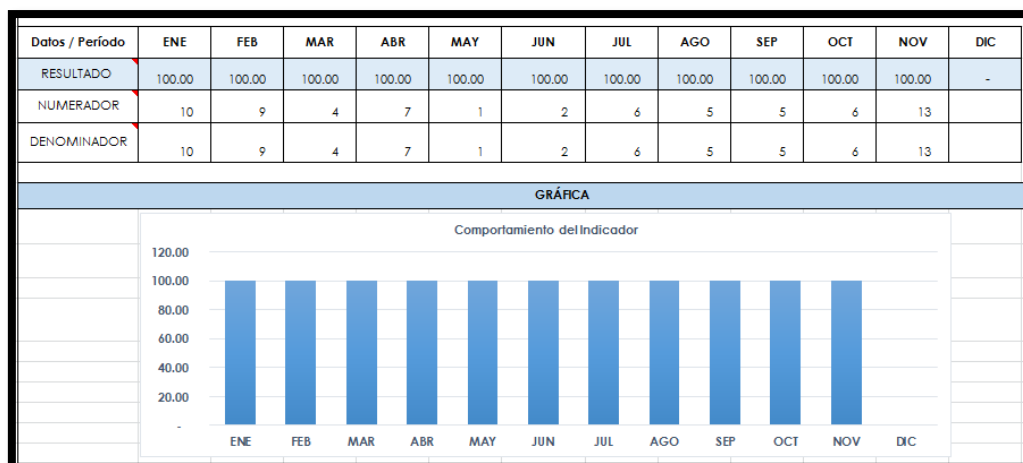 Datos / Período ENE FEB MAR ABR MAY JUN JUL AGO SEP OCT NOV DIC
RESULTADO 100.00 100.00 100.00 100.00 100.00 100.00 100.00 100.00 100.00 100.00 100.00 -
NUMERADOR 10 9 4 7 1 2 6 5 5 6 13
DENOMINADOR 10 9 4 7 1 2 6 5 5 6 13
GRÁFICA
Comportamiento del Indicador
120.00
100.00
80.00
60.00
40.00
20.00
-
ENE FEB MAR ABR MAY JUN JUL AGO SEP OCT NOV DIC